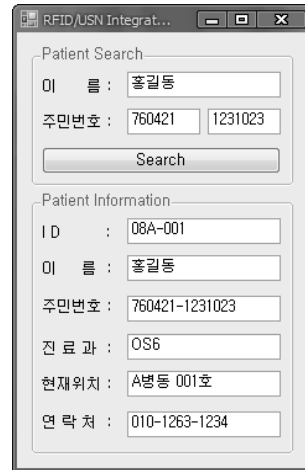 RFID/USN Integrat...
Patient Search
이 름 : 홍길동
주민번호 : 760421 1231023
Search
Patient Information
I D : 08A-001
이 름 : 홍길동
주민번호 : 760421-1231023
진 료 과 : OS6
현재위치 : A병동 001호
연 락 처 : 010-1263-1234